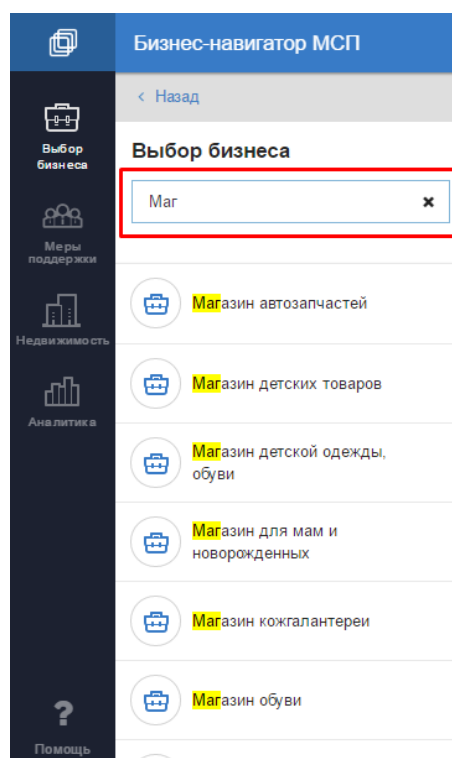 Бизнес-навигатор МСП
< Назад
Выбор бизнеса
Маг
Магазин автозапчастей
Магазин детских товаров
Магазин детской одежды,
обуви
Магазин для мам и
новорожденных
Магазин кожгалантереи
Магазин обуви
Выбор
бизнеса
Меры
поддержки
Недвижимость
Аналитика
?
Помощь